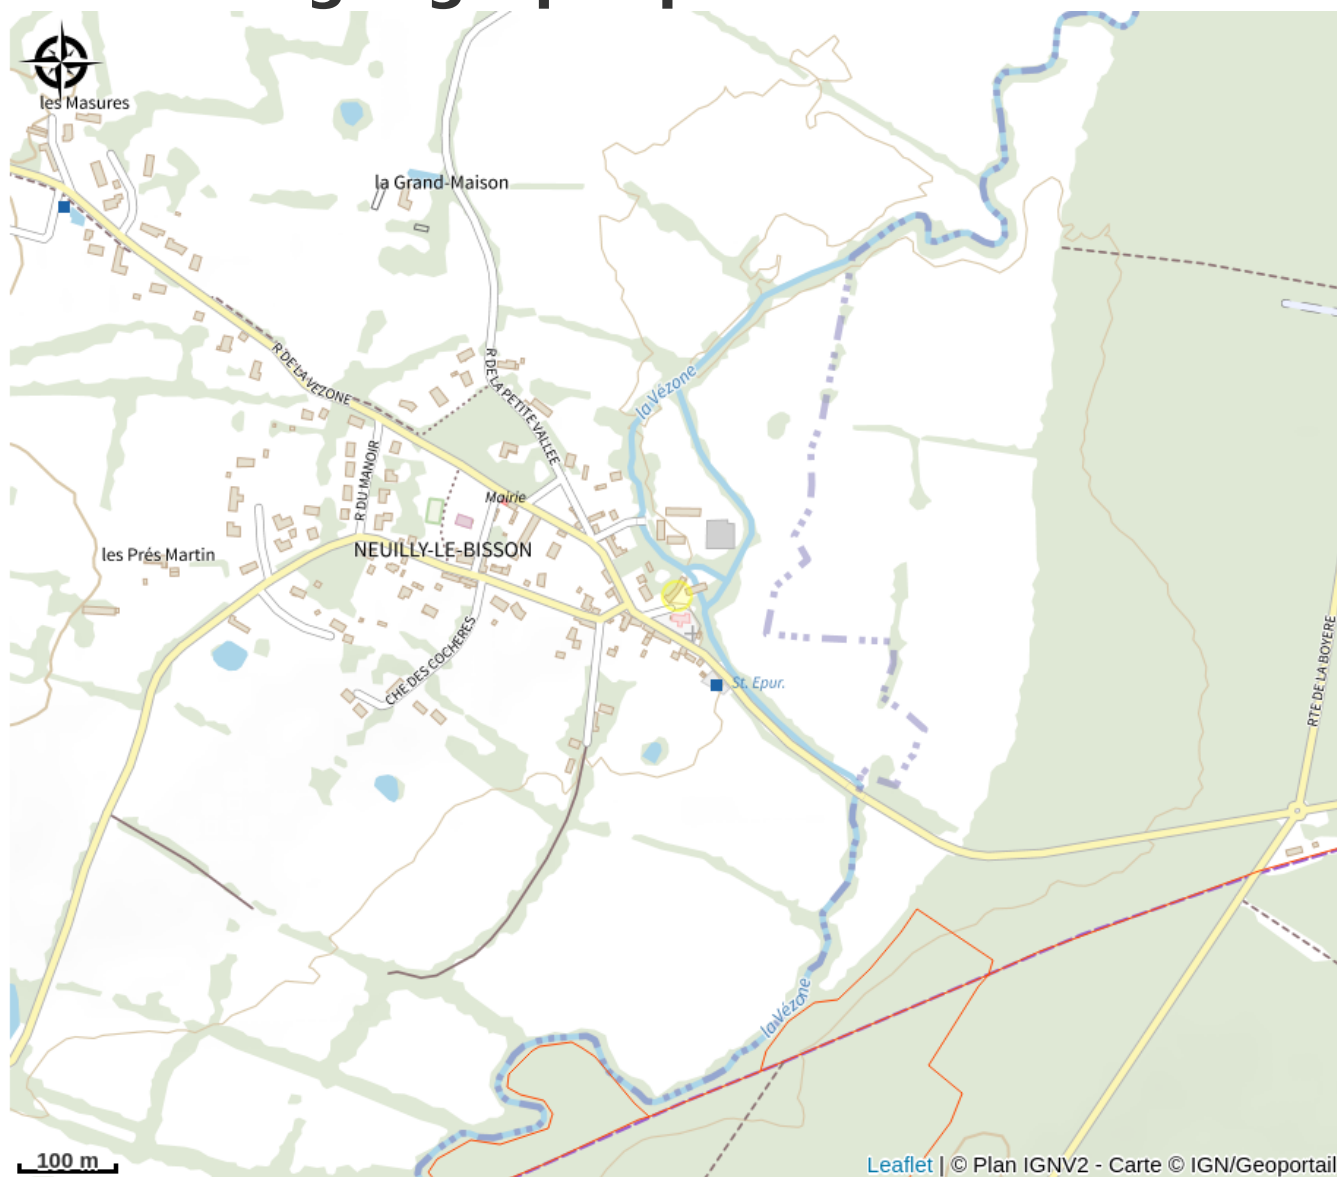 les Masures
la Grand-Maison
la Vézone
R DE LA VEZONE
R DE LA PETITE VALLEE
R DU MANOIR
Mairie
les Prés Martin
NEUILLY-LE-BISSON
CHE DES COCHERES
St. Epur.
RTE DE LA BOYERE
la Vézone
100 m
Leaflet | © Plan IGNV2 - Carte © IGN/Geoportail